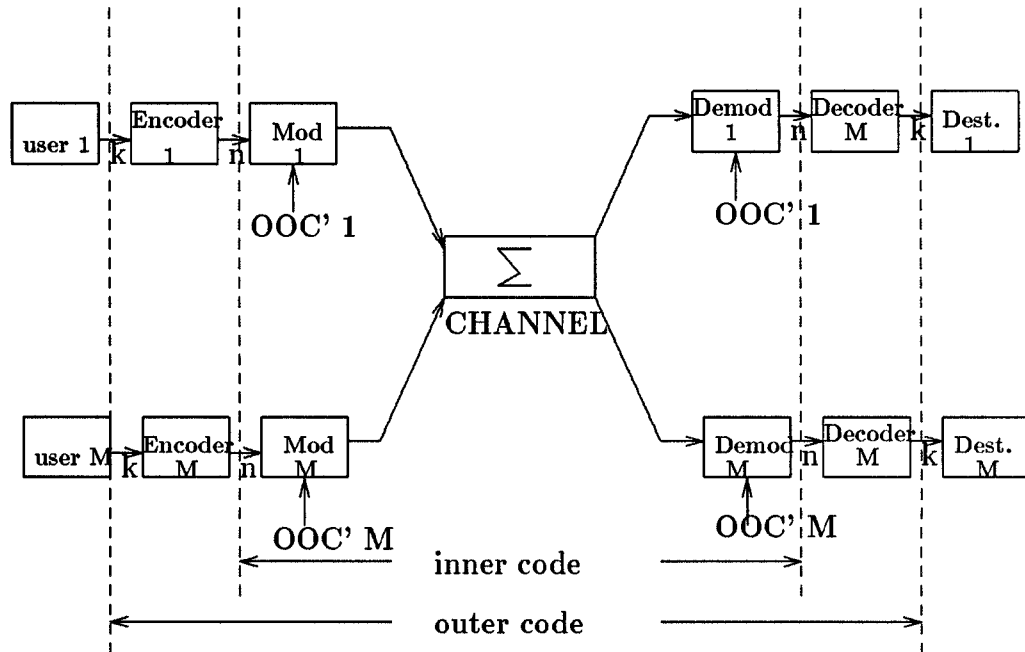 user 1
k
Encoder
1
n
Mod
1
OOC' 1
Σ
CHANNEL
Demod
1
OOC' 1
n
Decoder
M
k
Dest.
1
user M
k
Encoder
M
n
Mod
M
OOC' M
Demod
M
OOC' M
n
Decoder
M
k
Dest.
M
inner code
outer code